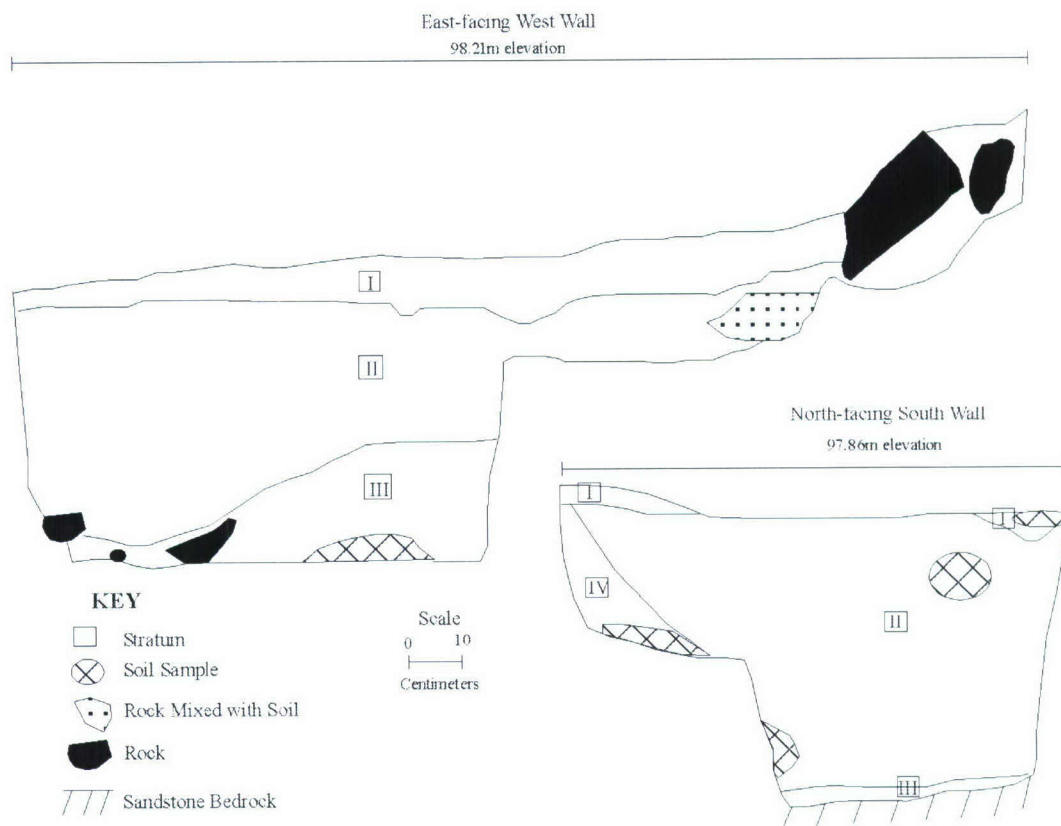 East-facing West Wall
98.21m elevation
I
II
III
North-facing South Wall
97.86m elevation
I
I
IV
II
III
KEY
Stratum
Soil Sample
Rock Mixed with Soil
Rock
Sandstone Bedrock
Scale
0 10
Centimeters